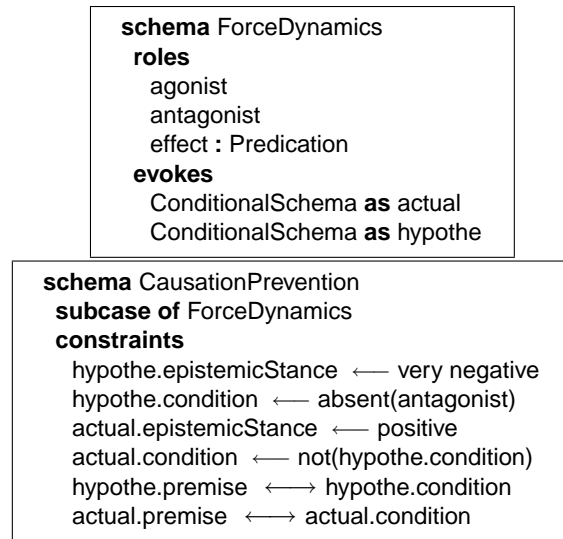 schema ForceDynamics
roles
agonist
antagonist
effect : Predication
evokes
ConditionalSchema as actual
ConditionalSchema as hypothe
schema CausationPrevention
subcase of ForceDynamics
constraints
hypothe.epistemicStance ⟵ very negative
hypothe.condition ⟵ absent(antagonist)
actual.epistemicStance ⟵ positive
actual.condition ⟵ not(hypothe.condition)
hypothe.premise ⟷ hypothe.condition
actual.premise ⟷ actual.condition